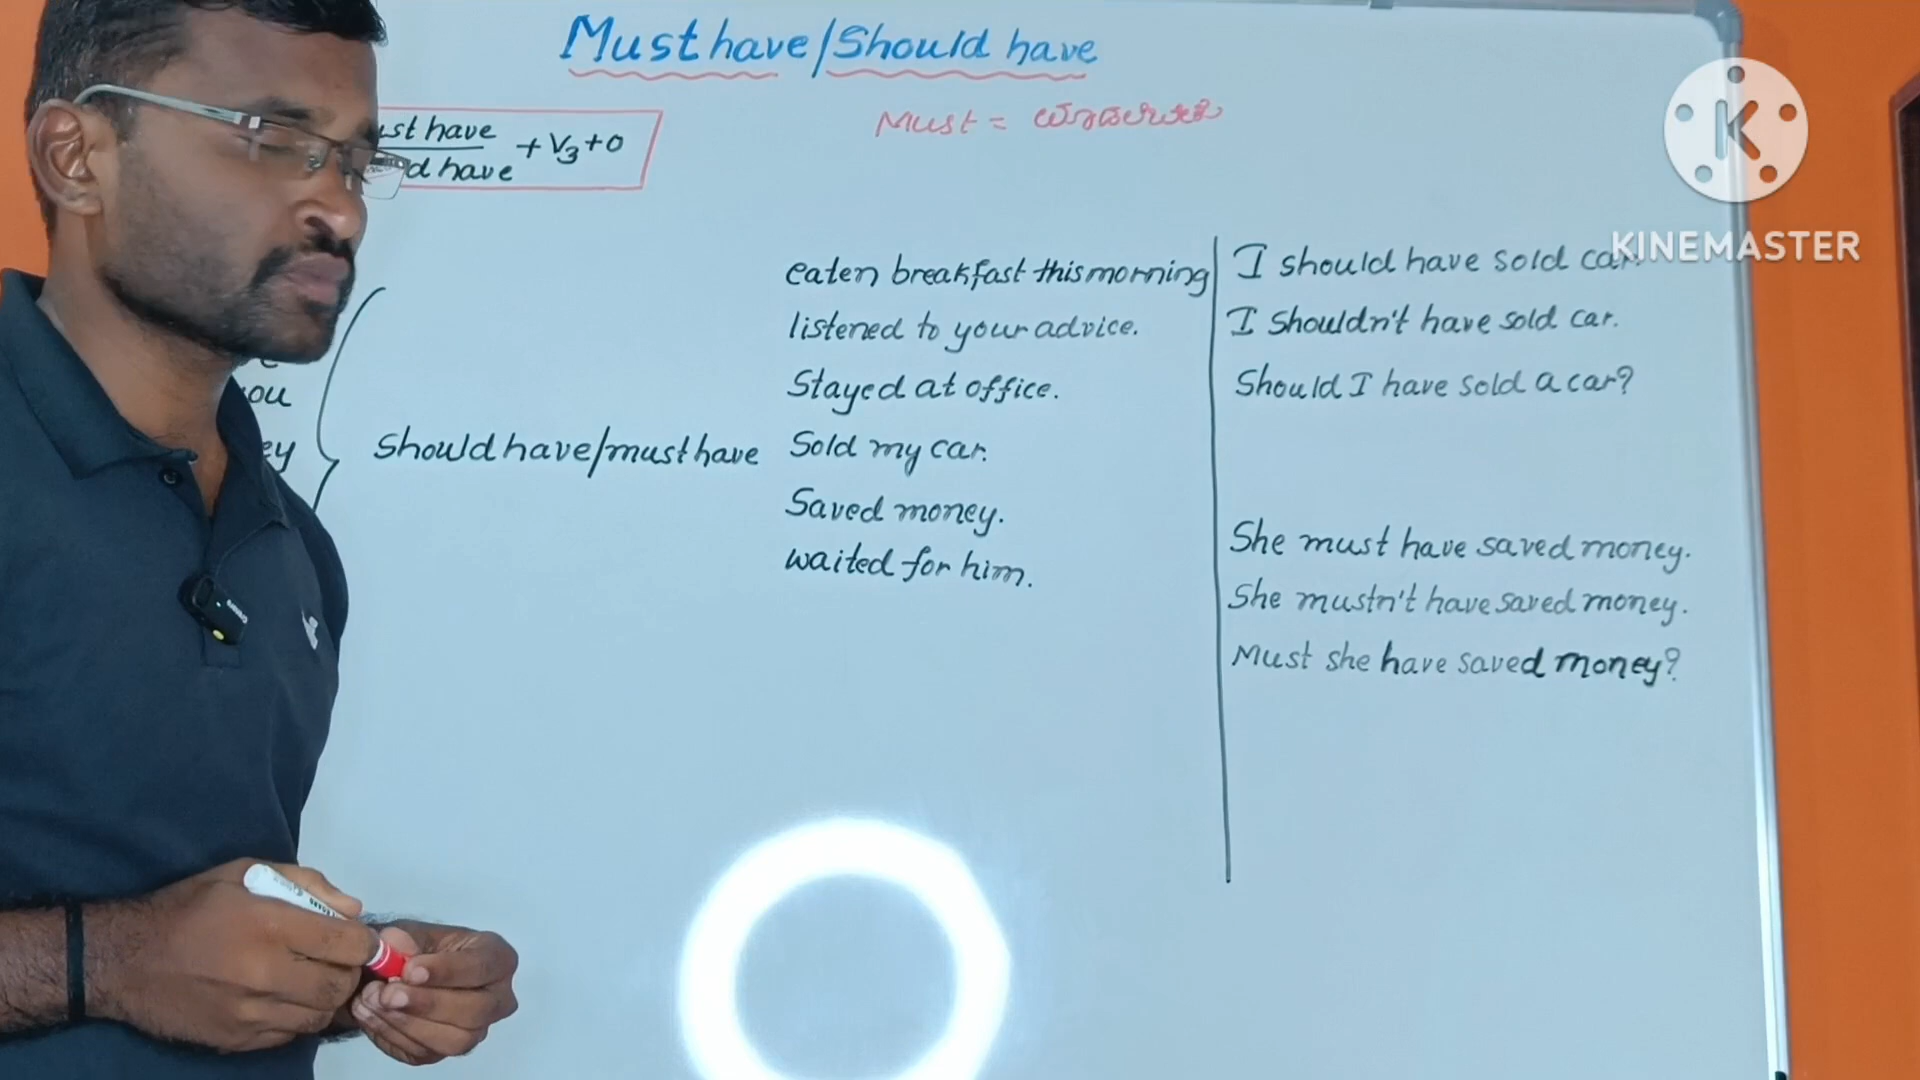 Must have/Should have
Must =
st have
d have
+ V3 + O
eaten breakfast this morning
listened to your advice.
Stayed at office.
should have/must have
Sold my car.
Saved money.
waited for him.
ou
ey
I should have sold car.
I shouldn't have sold car.
Should I have sold a car?
She must have saved money.
She mustn't have saved money.
Must she have saved money?
K
KINEMASTER